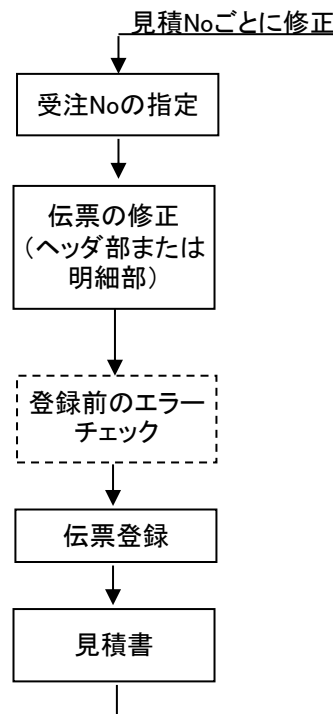 見積Noごとに修正
受注Noの指定
伝票の修正
（ヘッダ部または
明細部）
登録前のエラー
チェック
伝票登録
見積書